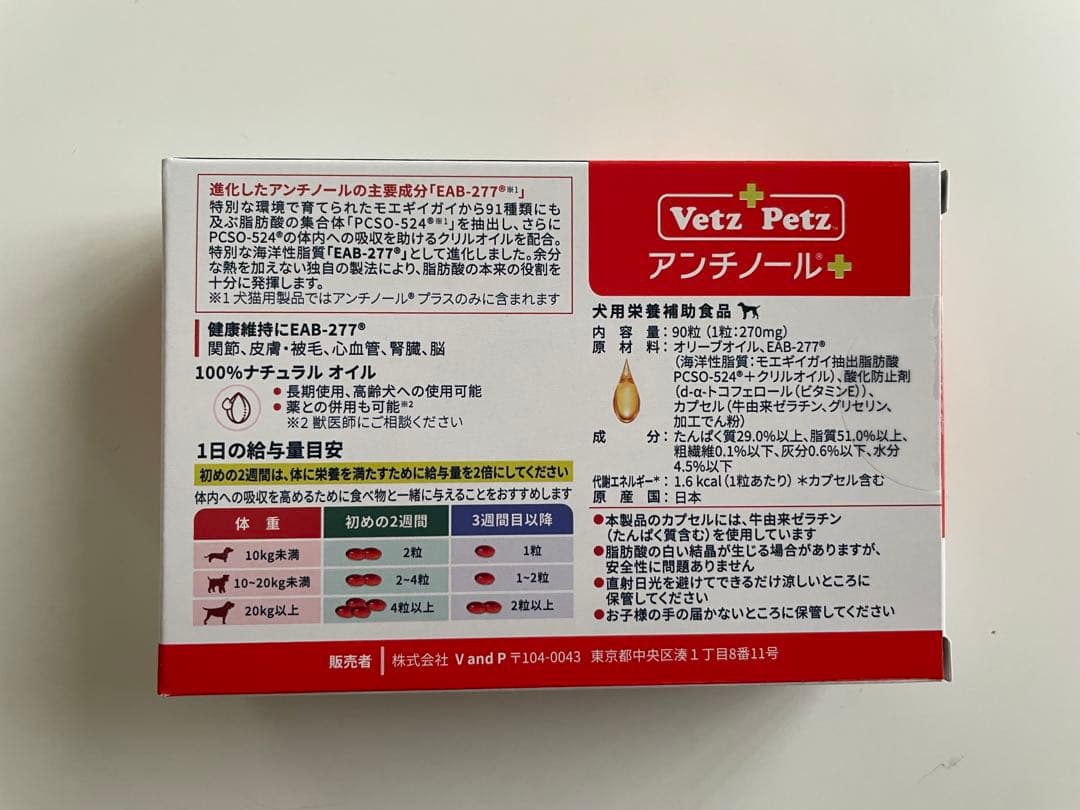 進化したアンチノールの主要成分「EAB-277®※1」
特別な環境で育てられたモエギイガイから91種類にも
及ぶ脂肪酸の集合体「PCSO-524®※1」を抽出し、さらに
PCSO-524®の体内への吸収を助けるクリルオイルを配合。
特別な海洋性脂質「EAB-277®」として進化しました。余分
な熱を加えない独自の製法により、脂肪酸の本来の役割を
十分に発揮します。
※1 犬猫用製品ではアンチノール® プラスのみに含まれます
健康維持にEAB-277®
関節、皮膚・被毛、心血管、腎臓、脳
100%ナチュラル オイル
● 長期使用、高齢犬への使用可能
● 薬との併用も可能※2
※2 獣医師にご相談ください
1日の給与量目安
初めの2週間は、体に栄養を満たすために給与量を2倍にしてください
体内への吸収を高めるために食べ物と一緒に与えることをおすすめします
体 重 初めの2週間 3週間目以降
10kg未満 2粒 1粒
10~20kg未満 2~4粒 1~2粒
20kg以上 4粒以上 2粒以上
Vetz Petz™
アンチノール®+
犬用栄養補助食品
内 容 量：90粒（1粒：270mg）
原 材 料：オリーブオイル、EAB-277®
（海洋性脂質：モエギイガイ抽出脂肪酸
PCSO-524®＋クリルオイル）、酸化防止剤
（d-α-トコフェロール（ビタミンE））、
カプセル（牛由来ゼラチン、グリセリン、
加工でん粉）
成 分：たんぱく質29.0%以上、脂質51.0%以上、
粗繊維0.1%以下、灰分0.6%以下、水分
4.5%以下
代謝エネルギー*：1.6 kcal（1粒あたり）＊カプセル含む
原 産 国：日本
●本製品のカプセルには、牛由来ゼラチン
（たんぱく質含む）を使用しています
●脂肪酸の白い結晶が生じる場合がありますが、
安全性に問題ありません
●直射日光を避けてできるだけ涼しいところに
保管してください
●お子様の手の届かないところに保管してください
販売者 株式会社 V and P 〒104-0043 東京都中央区湊1丁目8番11号